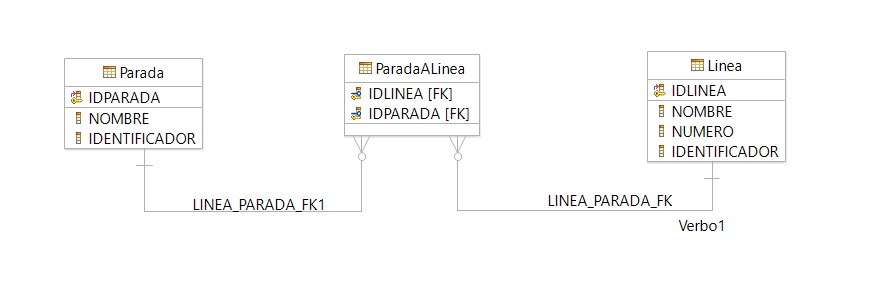 Parada
IDPARADA
NOMBRE
IDENTIFICADOR
ParadaALinea
IDLINEA [FK]
IDPARADA [FK]
Linea
IDLINEA
NOMBRE
NUMERO
IDENTIFICADOR
LINEA_PARADA_FK1
LINEA_PARADA_FK
Verbo1